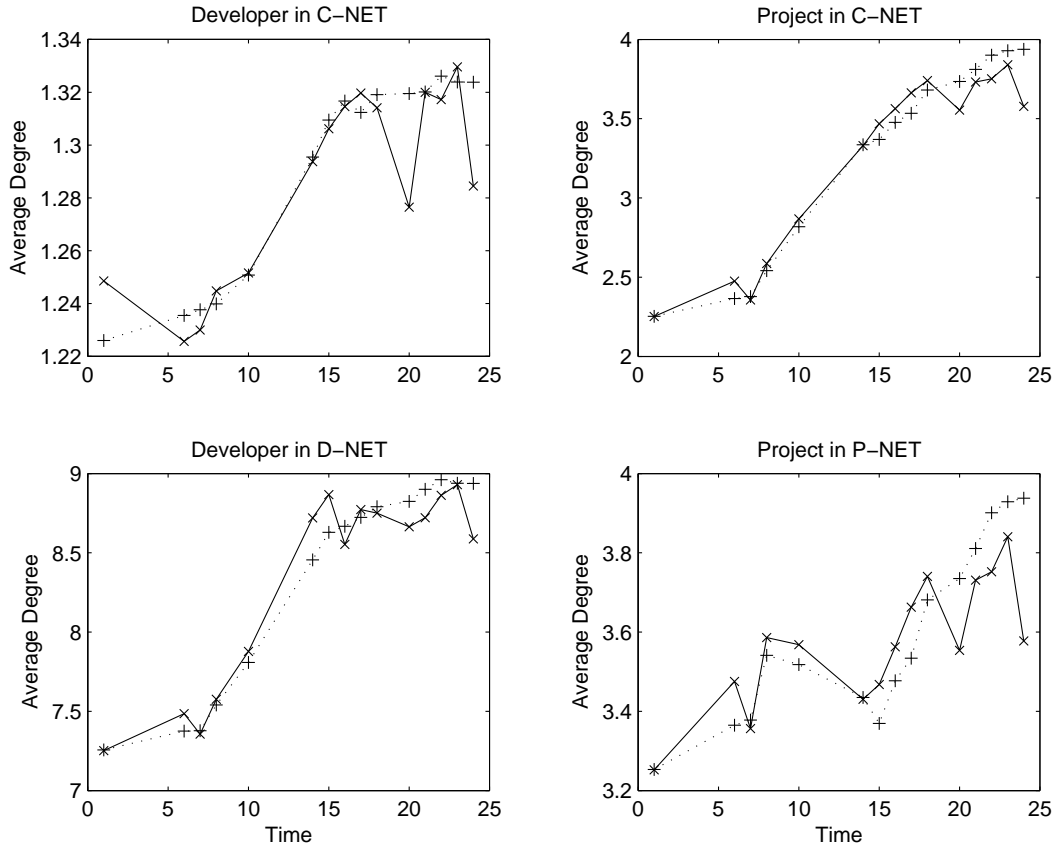 Developer in C−NET
1.34
1.32
1.3
1.28
1.26
1.24
1.22
Average Degree
0 5 10 15 20 25
Project in C−NET
4
3.5
3
2.5
2
Average Degree
0 5 10 15 20 25
Developer in D−NET
9
8.5
8
7.5
7
Average Degree
0 5 10 15 20 25
Time
Project in P−NET
4
3.8
3.6
3.4
3.2
Average Degree
0 5 10 15 20 25
Time